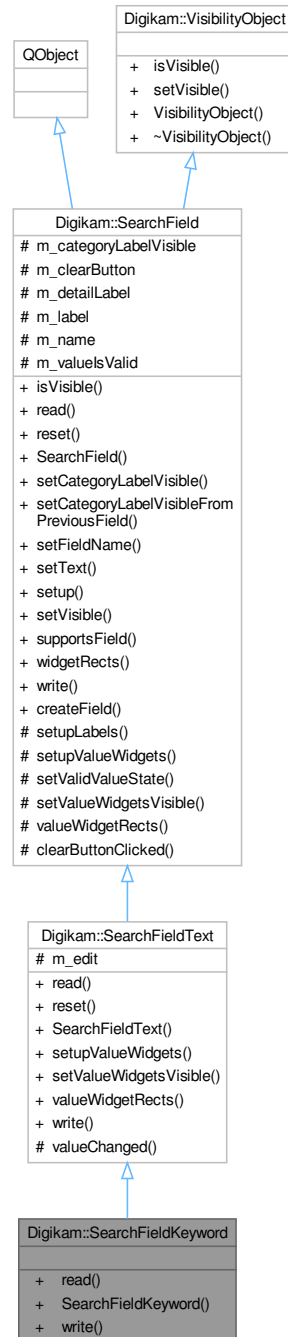 Digikam::VisibilityObject
+ isVisible()
+ setVisible()
+ VisibilityObject()
+ ~VisibilityObject()
QObject
Digikam::SearchField
# m_categoryLabelVisible
# m_clearButton
# m_detailLabel
# m_label
# m_name
# m_valueIsValid
+ isVisible()
+ read()
+ reset()
+ SearchField()
+ setCategoryLabelVisible()
+ setCategoryLabelVisibleFrom
PreviousField()
+ setFieldName()
+ setText()
+ setup()
+ setVisible()
+ supportsField()
+ widgetRects()
+ write()
+ createField()
# setupLabels()
# setupValueWidgets()
# setValidValueState()
# setValueWidgetsVisible()
# valueWidgetRects()
# clearButtonClicked()
Digikam::SearchFieldText
# m_edit
+ read()
+ reset()
+ SearchFieldText()
+ setupValueWidgets()
+ setValueWidgetsVisible()
+ valueWidgetRects()
+ write()
# valueChanged()
Digikam::SearchFieldKeyword
+ read()
+ SearchFieldKeyword()
+ write()